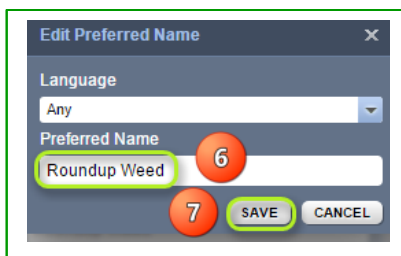 Edit Preferred Name X
Language
Any
Preferred Name
Roundup Weed 6
7 SAVE CANCEL